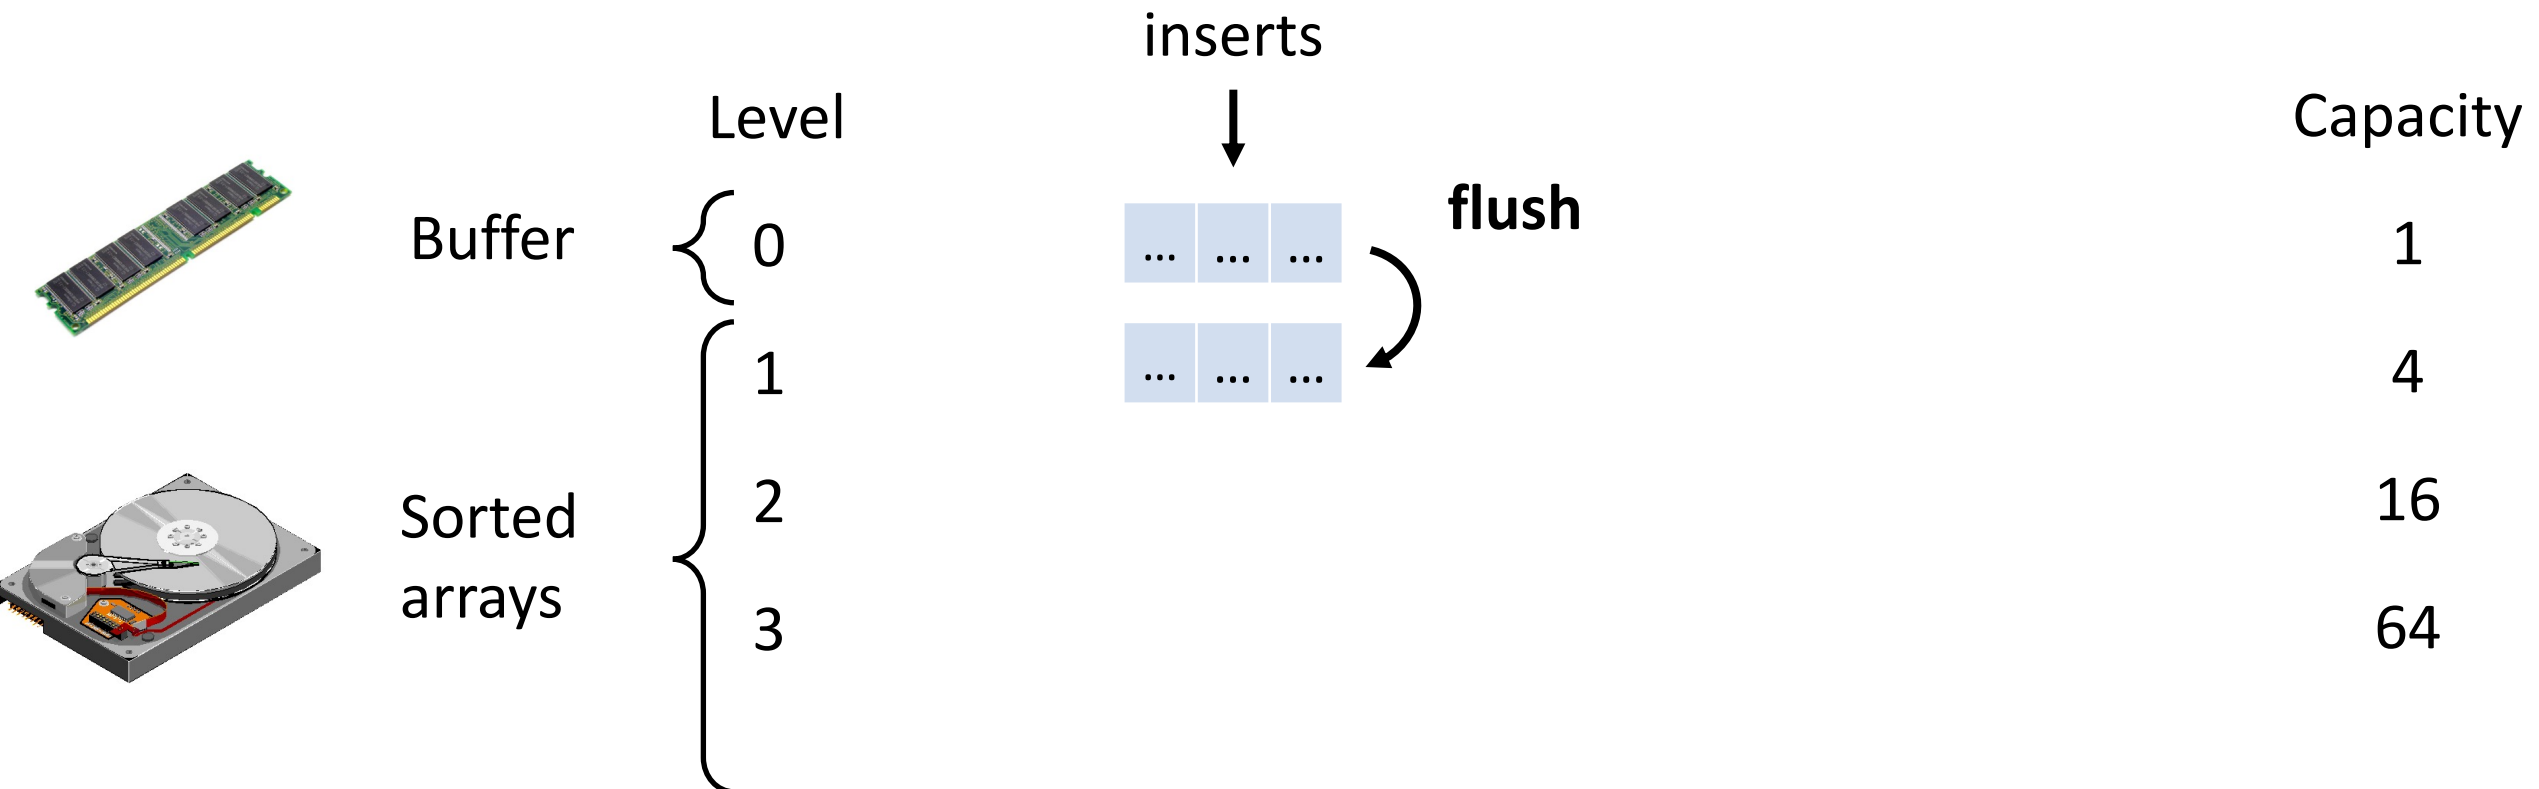 inserts
Level
Capacity
Buffer
0
... ... ...
flush
1
1
... ... ...
4
Sorted
arrays
2
16
3
64